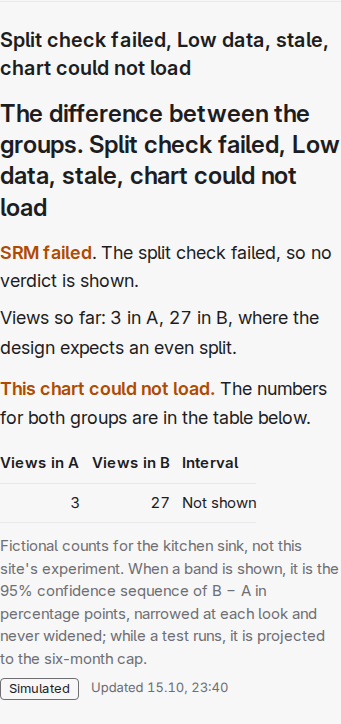 Split check failed, Low data, stale,
chart could not load
The difference between the
groups. Split check failed, Low
data, stale, chart could not
load
SRM failed. The split check failed, so no
verdict is shown.
Views so far: 3 in A, 27 in B, where the
design expects an even split.
This chart could not load. The numbers
for both groups are in the table below.
Views in A Views in B Interval
3 27 Not shown
Fictional counts for the kitchen sink, not this
site's experiment. When a band is shown, it is the
95% confidence sequence of B − A in
percentage points, narrowed at each look and
never widened; while a test runs, it is projected
to the six-month cap.
Simulated Updated 15.10, 23:40